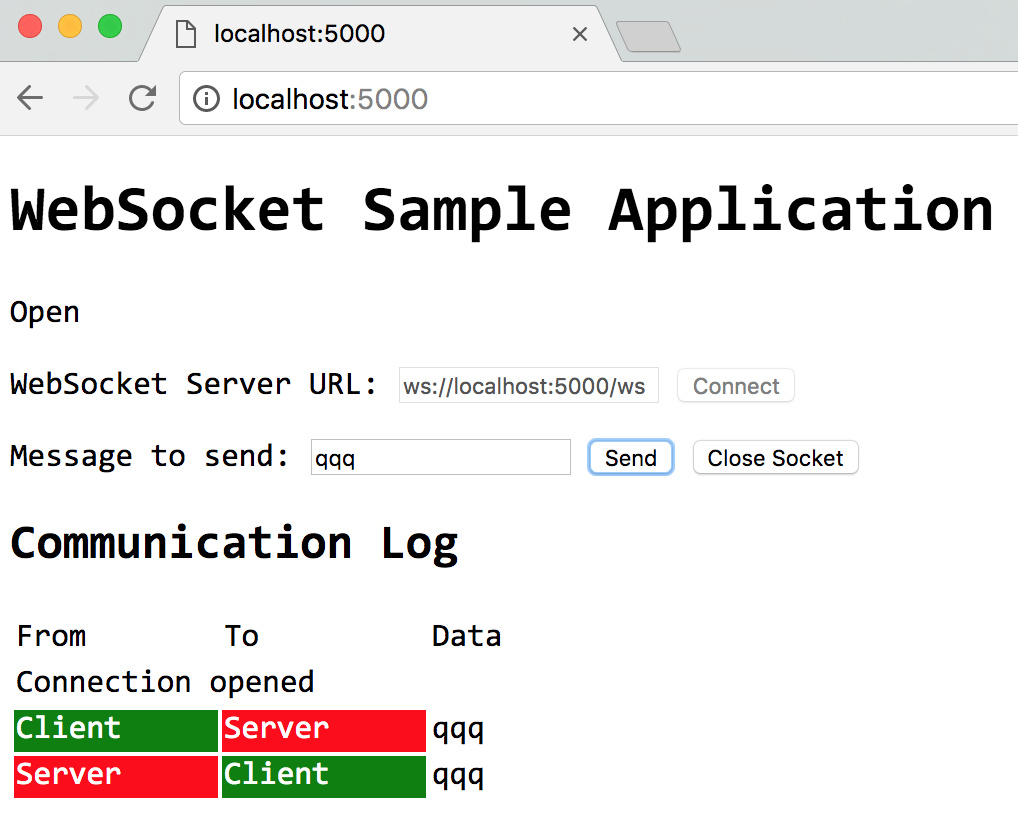 localhost:5000
localhost:5000
WebSocket Sample Application
Open
WebSocket Server URL: ws://localhost:5000/ws Connect
Message to send: qqq Send Close Socket
Communication Log
From To Data
Connection opened
Client Server qqq
Server Client qqq